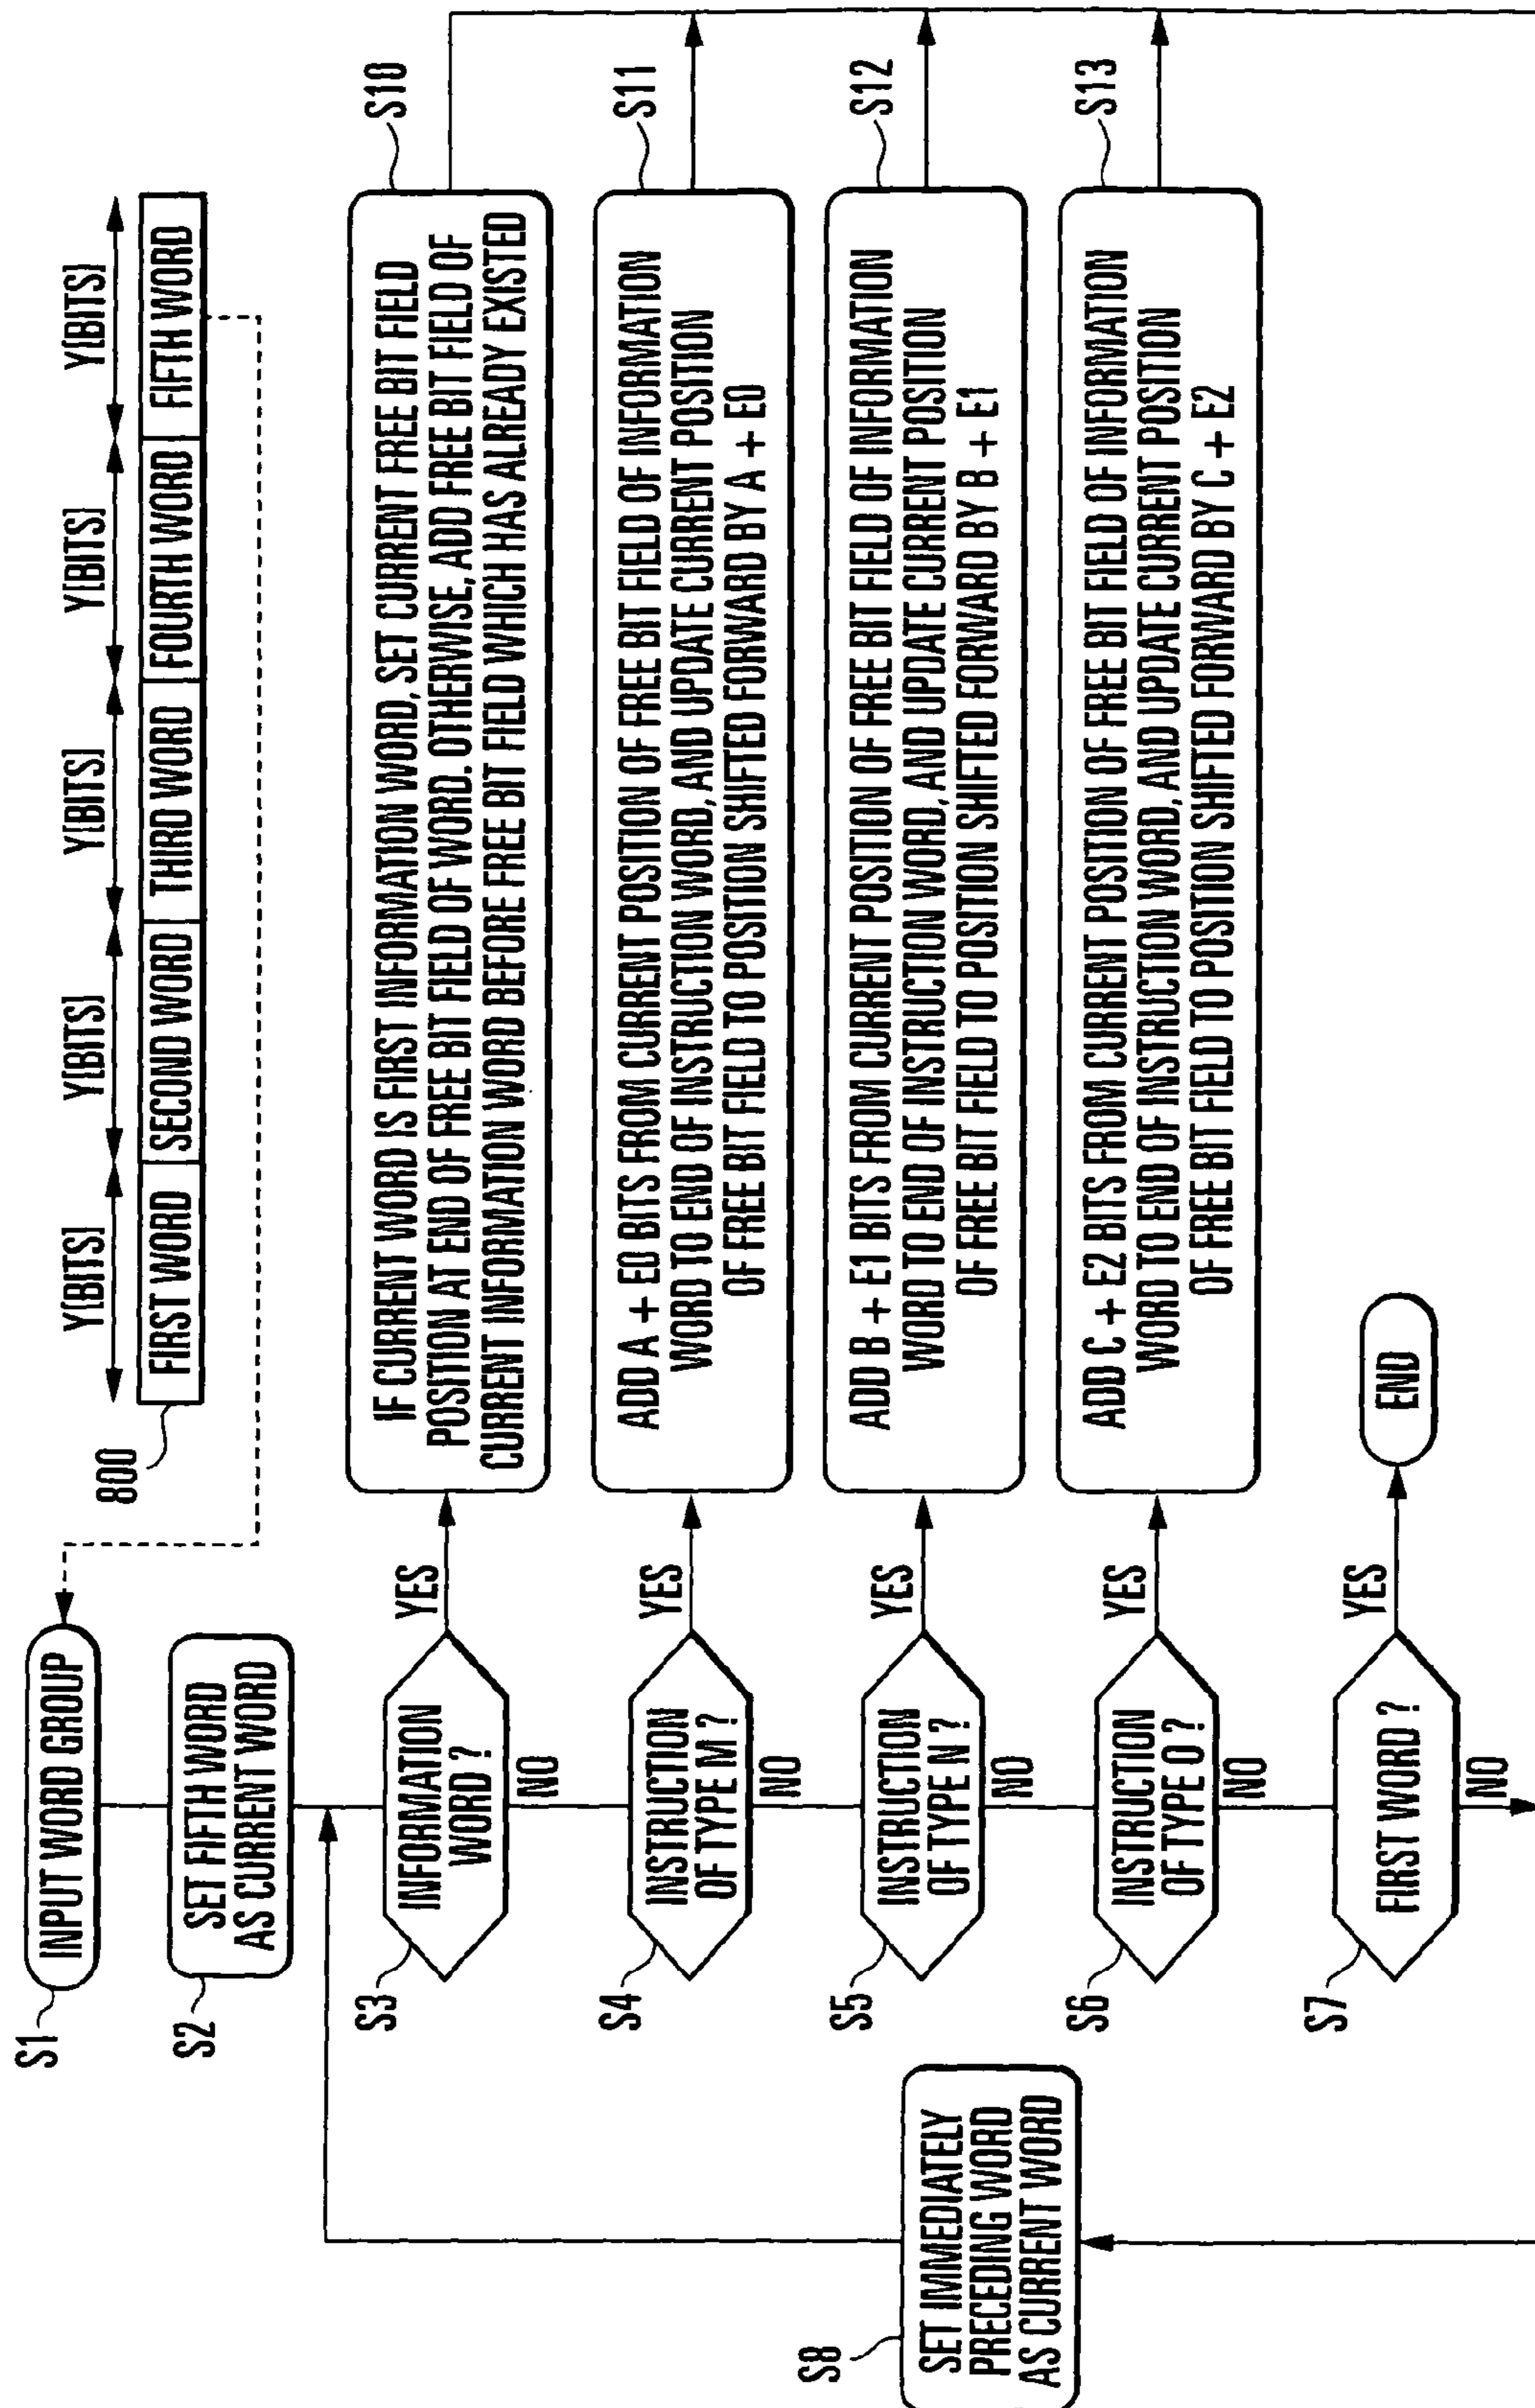 S1
INPUT WORD GROUP
800
Y[BITS]
Y[BITS]
Y[BITS]
Y[BITS]
Y[BITS]
FIRST WORD
SECOND WORD
THIRD WORD
FOURTH WORD
FIFTH WORD
S2
SET FIFTH WORD
AS CURRENT WORD
S3
INFORMATION
WORD ?
YES
NO
S10
IF CURRENT WORD IS FIRST INFORMATION WORD, SET CURRENT FREE BIT FIELD
POSITION AT END OF FREE BIT FIELD OF WORD. OTHERWISE, ADD FREE BIT FIELD OF
CURRENT INFORMATION WORD BEFORE FREE BIT FIELD WHICH HAS ALREADY EXISTED
S4
INSTRUCTION
OF TYPE M ?
YES
NO
S11
ADD A + E0 BITS FROM CURRENT POSITION OF FREE BIT FIELD OF INFORMATION
WORD TO END OF INSTRUCTION WORD, AND UPDATE CURRENT POSITION
OF FREE BIT FIELD TO POSITION SHIFTED FORWARD BY A + E0
S5
INSTRUCTION
OF TYPE N ?
YES
NO
S12
ADD B + E1 BITS FROM CURRENT POSITION OF FREE BIT FIELD OF INFORMATION
WORD TO END OF INSTRUCTION WORD, AND UPDATE CURRENT POSITION
OF FREE BIT FIELD TO POSITION SHIFTED FORWARD BY B + E1
S6
INSTRUCTION
OF TYPE O ?
YES
NO
S13
ADD C + E2 BITS FROM CURRENT POSITION OF FREE BIT FIELD OF INFORMATION
WORD TO END OF INSTRUCTION WORD, AND UPDATE CURRENT POSITION
OF FREE BIT FIELD TO POSITION SHIFTED FORWARD BY C + E2
S7
FIRST WORD ?
YES
NO
END
S8
SET IMMEDIATELY
PRECEDING WORD
AS CURRENT WORD